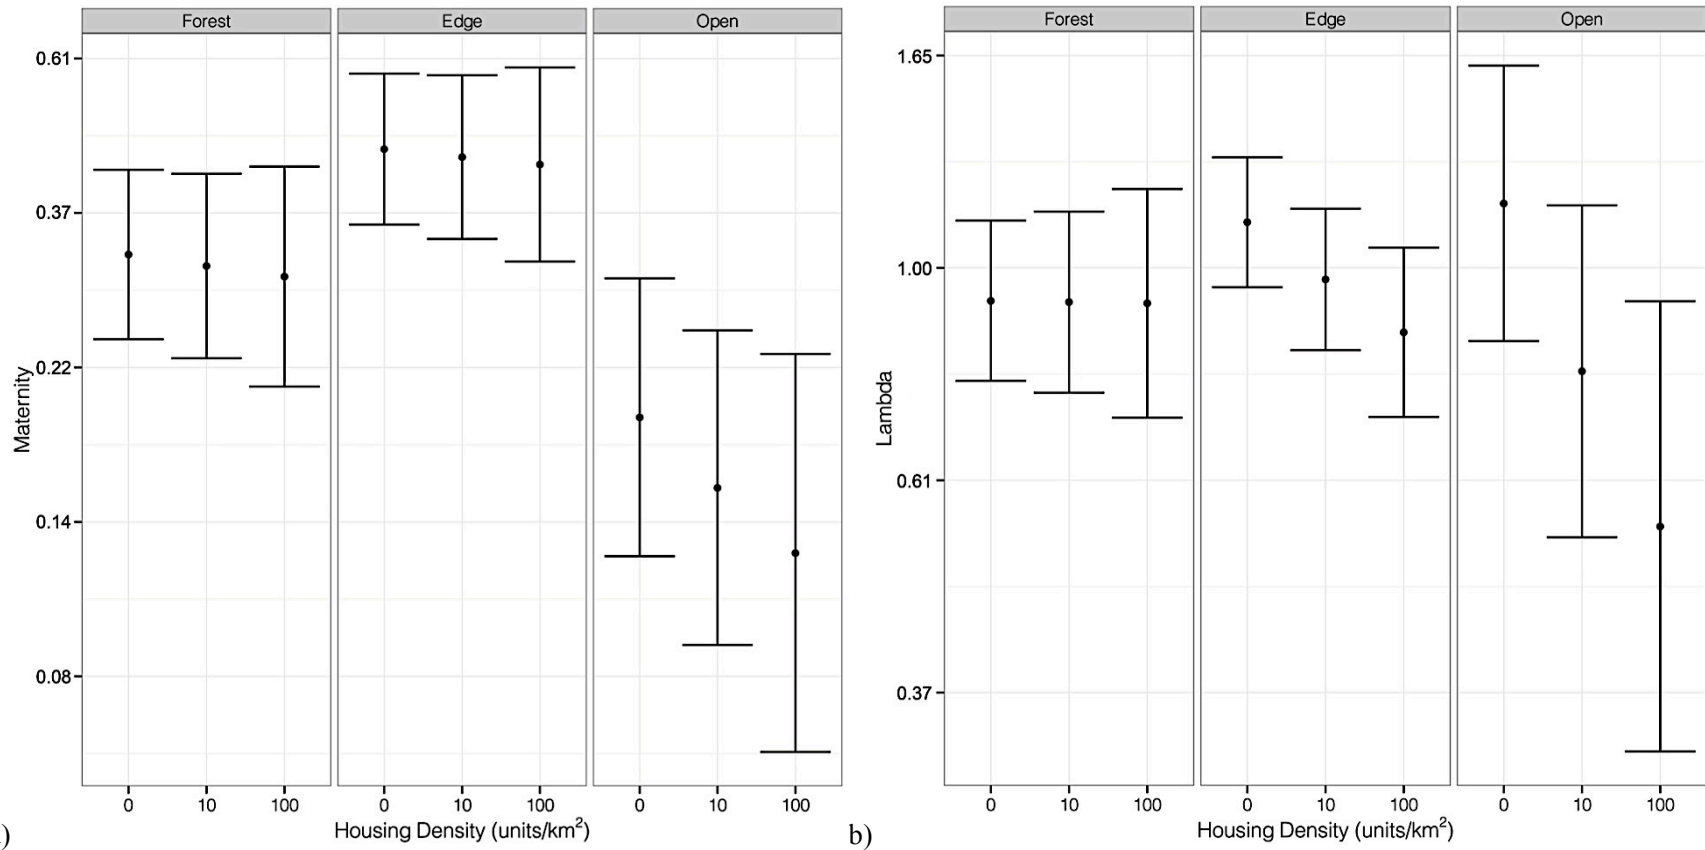 Forest Edge Open
0.61
0.37
0.22
0.14
0.08
Maternity
0 10 100 0 10 100 0 10 100
Housing Density (units/km²)
)
Forest Edge Open
1.65
1.00
0.61
0.37
Lambda
0 10 100 0 10 100 0 10 100
Housing Density (units/km²)
b)